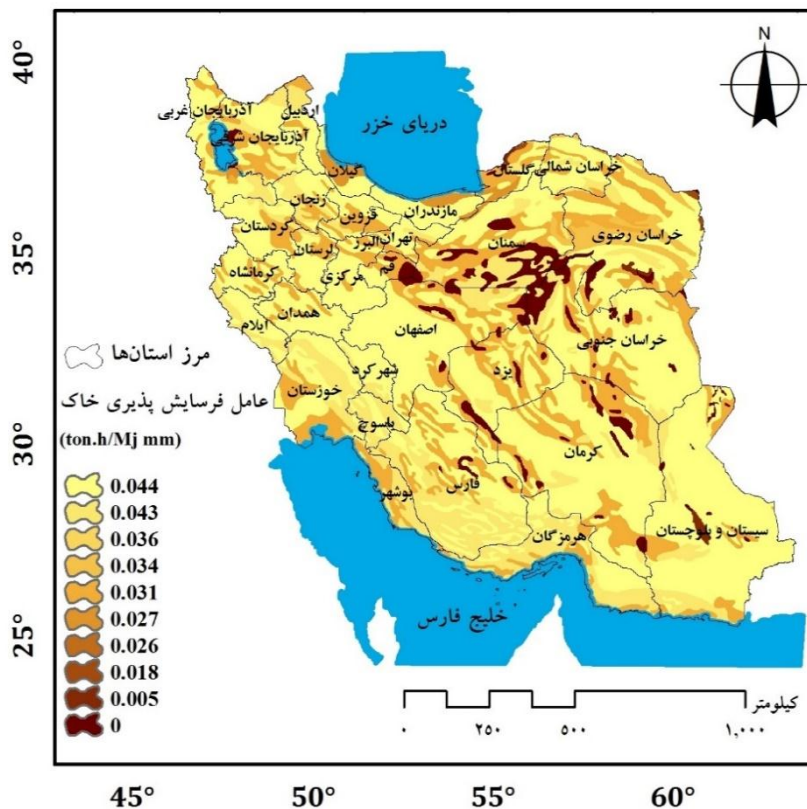 N
40°
35°
30°
25°
دریای خزر
آذربایجان غربی
اردبیل
آذربایجان شرقی
گیلان
خراسان شمالی
گلستان
زنجان
قزوین
مازندران
کردستان
البرز
تهران
سمنان
خراسان رضوی
لرستان
قم
کرمانشاه
مرکزی
همدان
ایلام
اصفهان
خراسان جنوبی
شهر کرد
یزد
خوزستان
یاسوج
کرمان
فارس
بوشهر
هرمزگان
سیستان و بلوچستان
خلیج فارس
مرز استان‌ها
عامل فرسایش پذیری خاک
(ton.h/Mj mm)
0.044
0.043
0.036
0.034
0.031
0.027
0.026
0.018
0.005
0
کیلومتر
۰ ۲۵۰ ۵۰۰ ۱,۰۰۰
45° 50° 55° 60°